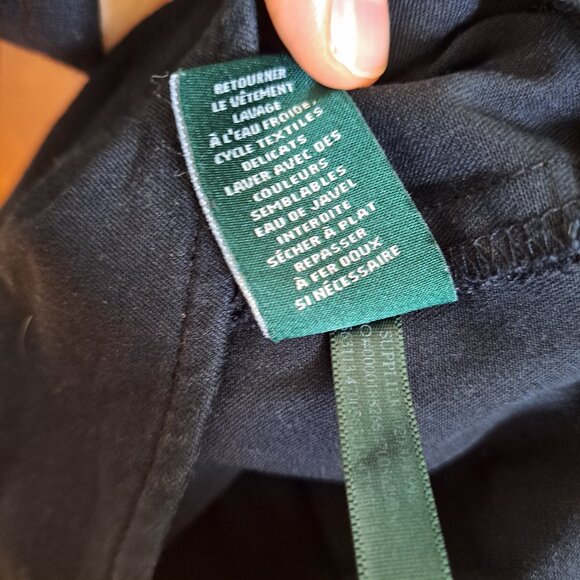 RETOURNER
LE VÊTEMENT
LAVAGE
À L'EAU FROIDE,
CYCLE TEXTILES
DELICATS
LAVER AVEC DES
COULEURS
SEMBLABLES
EAU DE JAVEL
INTERDITE
SÉCHER À PLAT
REPASSER
À FER DOUX
SI NÉCESSAIRE